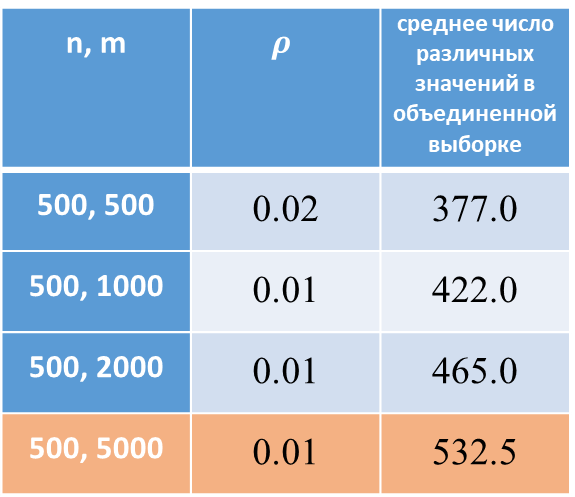 n, m
ρ
среднее число
различных
значений в
объединенной
выборке
500, 500
0.02
377.0
500, 1000
0.01
422.0
500, 2000
0.01
465.0
500, 5000
0.01
532.5